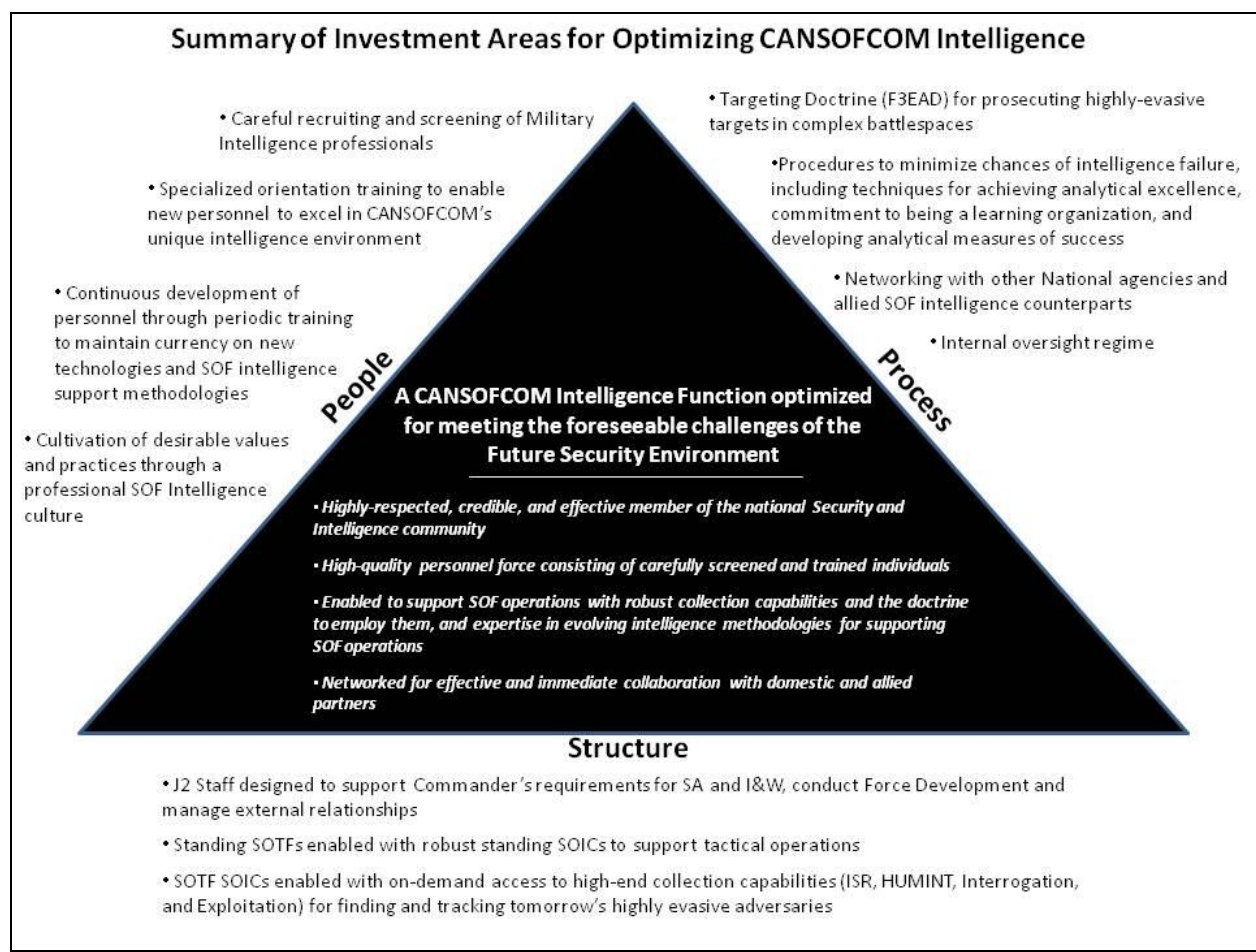 Summary of Investment Areas for Optimizing CANSOFCOM Intelligence
• Careful recruiting and screening of Military
Intelligence professionals
• Specialized orientation training to enable
new personnel to excel in CANSOFCOM's
unique intelligence environment
• Continuous development of
personnel through periodic training
to maintain currency on new
technologies and SOF intelligence
support methodologies
• Cultivation of desirable values
and practices through a
professional SOF Intelligence
culture
People
• Targeting Doctrine (F3EAD) for prosecuting highly-evasive
targets in complex battlespaces
•Procedures to minimize chances of intelligence failure,
including techniques for achieving analytical excellence,
commitment to being a learning organization, and
developing analytical measures of success
• Networking with other National agencies and
allied SOF intelligence counterparts
• Internal oversight regime
Process
A CANSOFCOM Intelligence Function optimized
for meeting the foreseeable challenges of the
Future Security Environment
• Highly-respected, credible, and effective member of the national Security and
Intelligence community
• High-quality personnel force consisting of carefully screened and trained individuals
• Enabled to support SOF operations with robust collection capabilities and the doctrine
to employ them, and expertise in evolving intelligence methodologies for supporting
SOF operations
• Networked for effective and immediate collaboration with domestic and allied
partners
Structure
• J2 Staff designed to support Commander's requirements for SA and I&W, conduct Force Development and
manage external relationships
• Standing SOTFs enabled with robust standing SOICs to support tactical operations
• SOTF SOICs enabled with on-demand access to high-end collection capabilities (ISR, HUMINT, Interrogation,
and Exploitation) for finding and tracking tomorrow's highly evasive adversaries